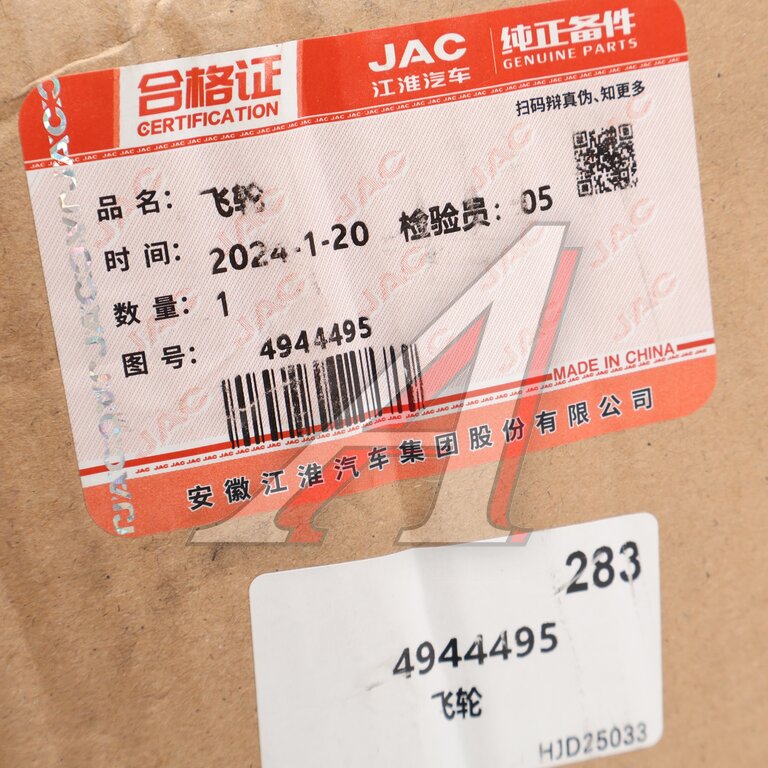 合格证
CERTIFICATION
JAC
江淮汽车
纯正备件
GENUINE PARTS
扫码辩真伪、知更多
品 名： 飞轮
时 间： 2024-1-20 检验员：05
数 量： 1
图 号： 4944495
MADE IN CHINA
安徽江淮汽车集团股份有限公司
283
4944495
飞轮
HJD25033